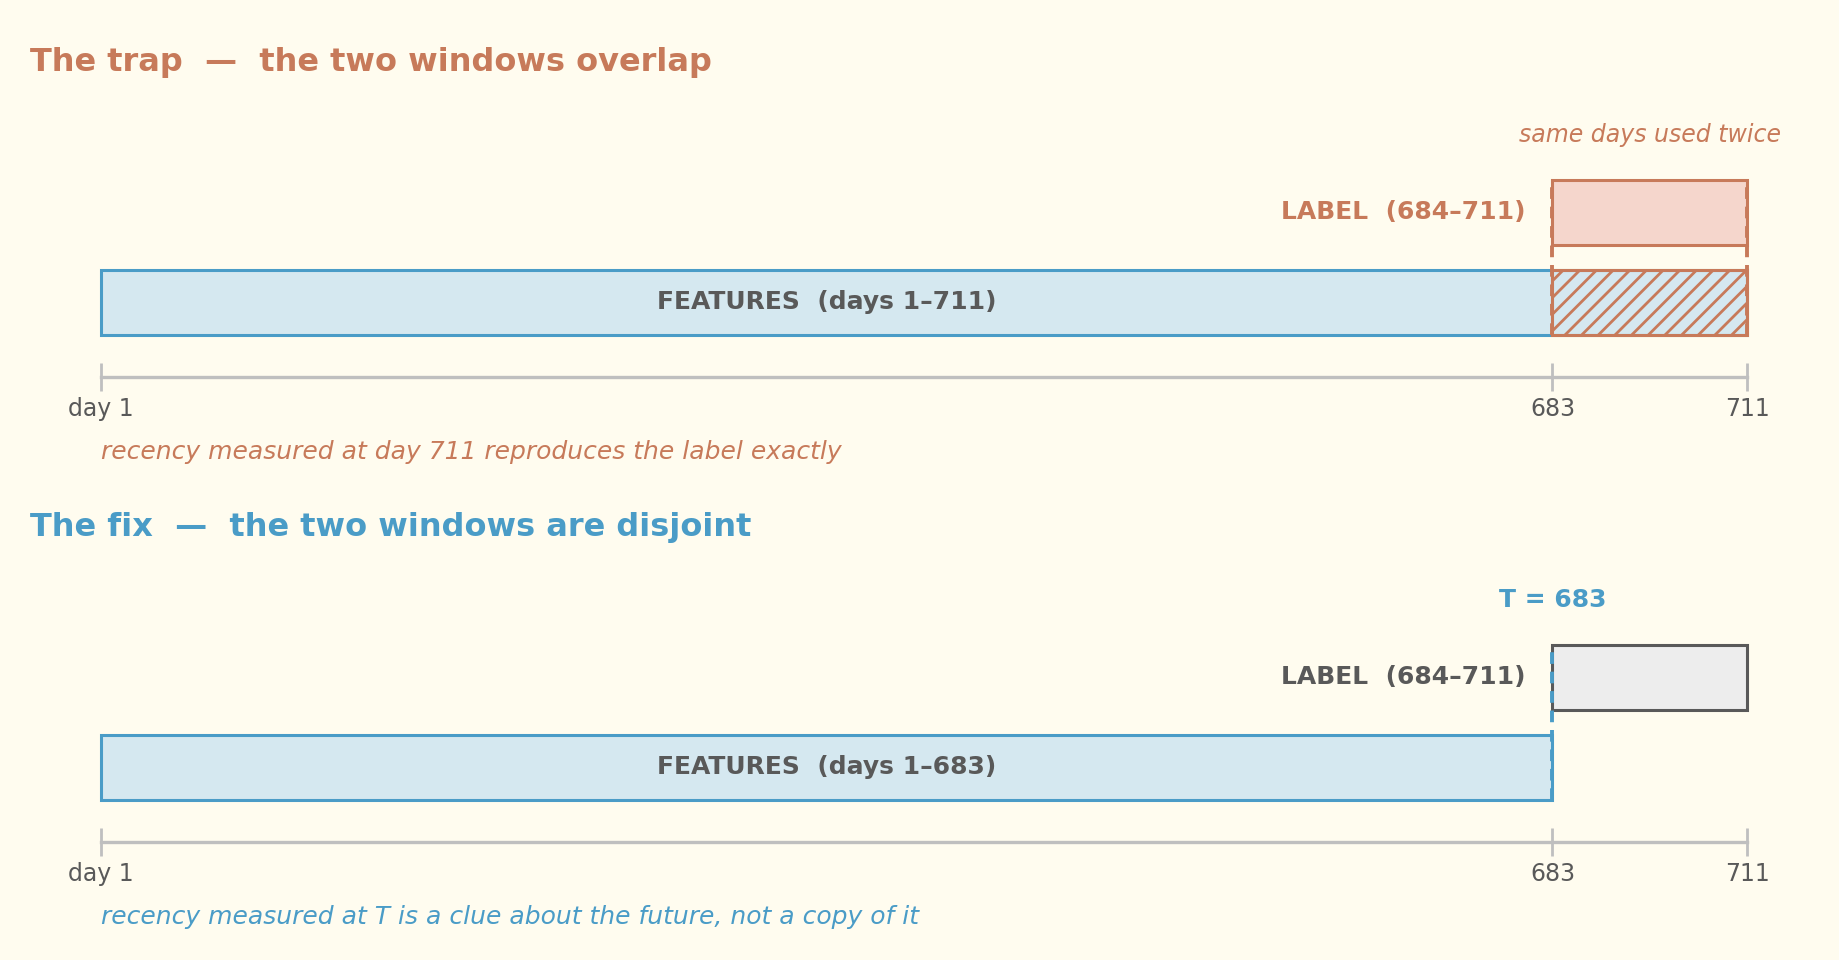 The trap — the two windows overlap
same days used twice
LABEL (684–711)
FEATURES (days 1–711)
day 1 683 711
recency measured at day 711 reproduces the label exactly
The fix — the two windows are disjoint
T = 683
LABEL (684–711)
FEATURES (days 1–683)
day 1 683 711
recency measured at T is a clue about the future, not a copy of it